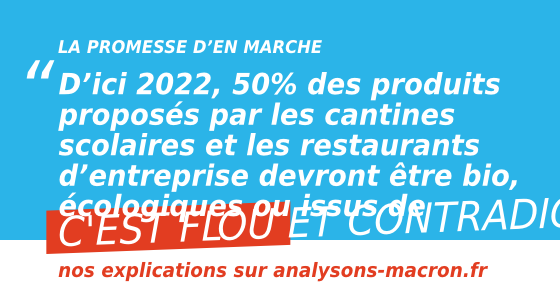 LA PROMESSE D'EN MARCHE
“ D'ici 2022, 50% des produits
proposés par les cantines
scolaires et les restaurants
d'entreprise devront être bio,
écologiques ou issus de
C'EST FLOU ET CONTRADIC
nos explications sur analysons-macron.fr